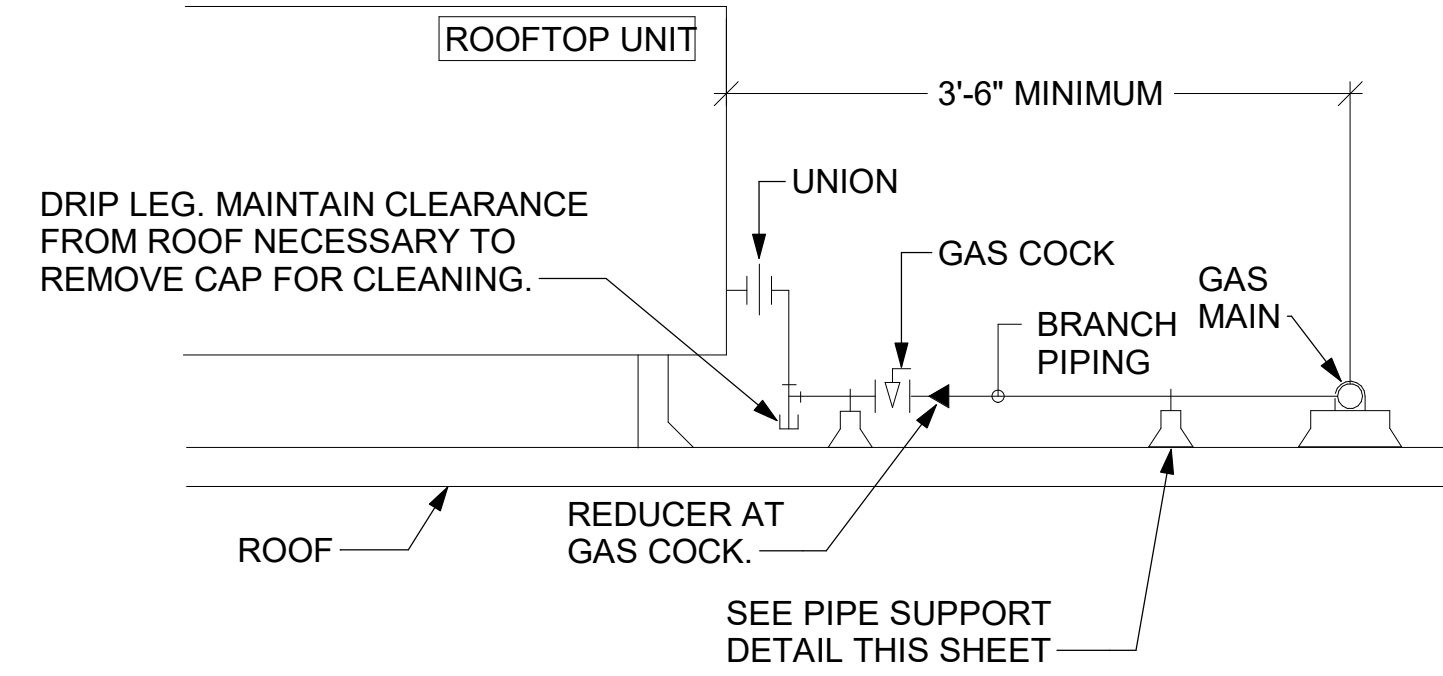 ROOFTOP UNIT
3'-6" MINIMUM
UNION
DRIP LEG. MAINTAIN CLEARANCE
FROM ROOF NECESSARY TO
REMOVE CAP FOR CLEANING.
GAS COCK
GAS
MAIN
BRANCH
PIPING
REDUCER AT
GAS COCK.
ROOF
SEE PIPE SUPPORT
DETAIL THIS SHEET